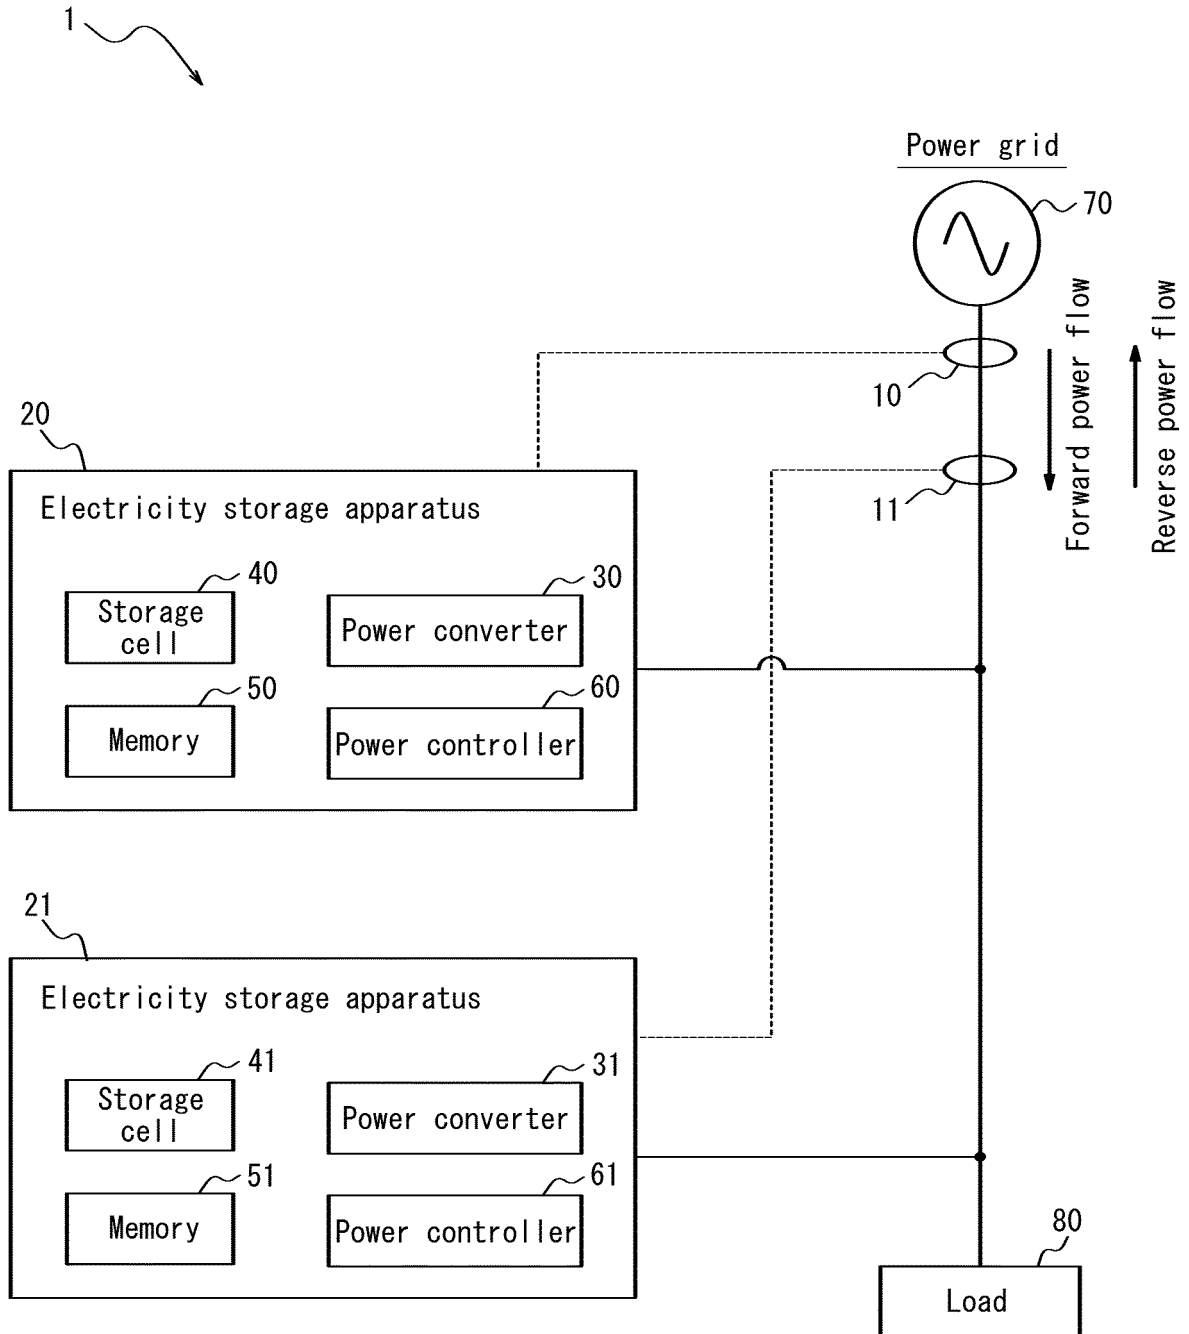 1
Power grid
70
Forward power flow
Reverse power flow
10
11
20
Electricity storage apparatus
40
Storage
cell
30
Power converter
50
Memory
60
Power controller
21
Electricity storage apparatus
41
Storage
cell
31
Power converter
51
Memory
61
Power controller
80
Load